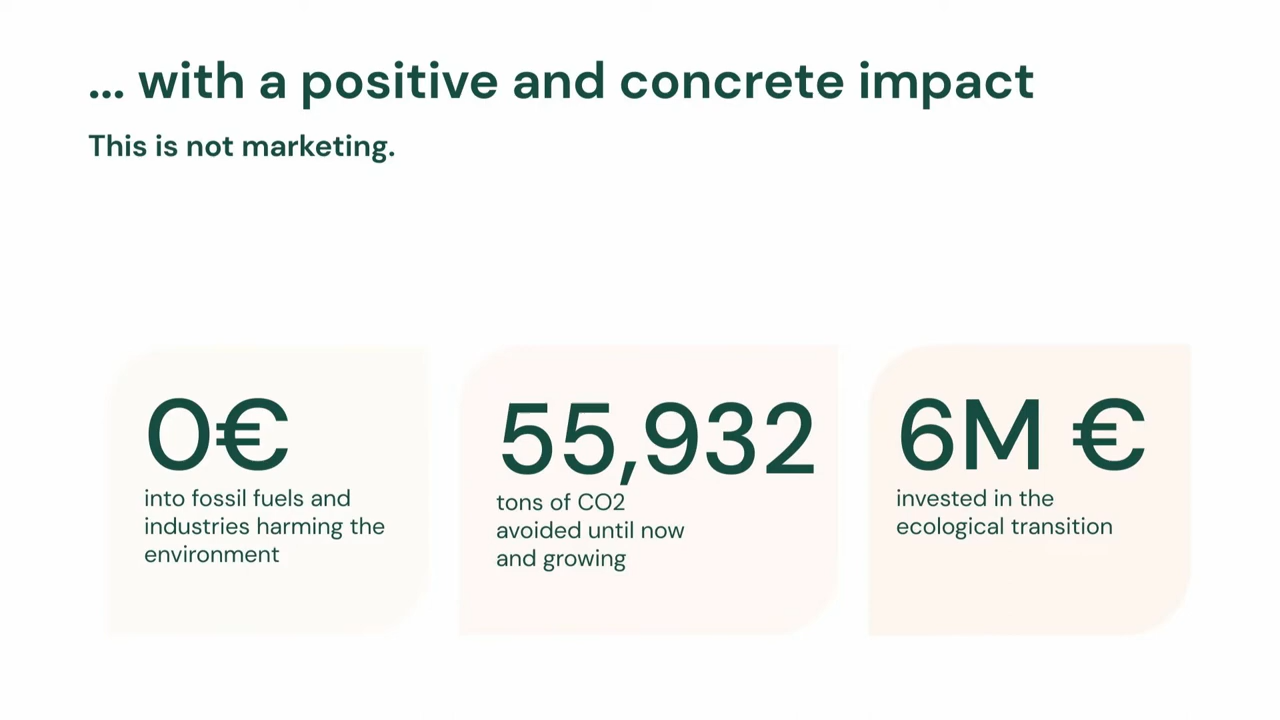 ... with a positive and concrete impact
This is not marketing.
0€
into fossil fuels and
industries harming the
environment
55,932
tons of CO2
avoided until now
and growing
6M €
invested in the
ecological transition